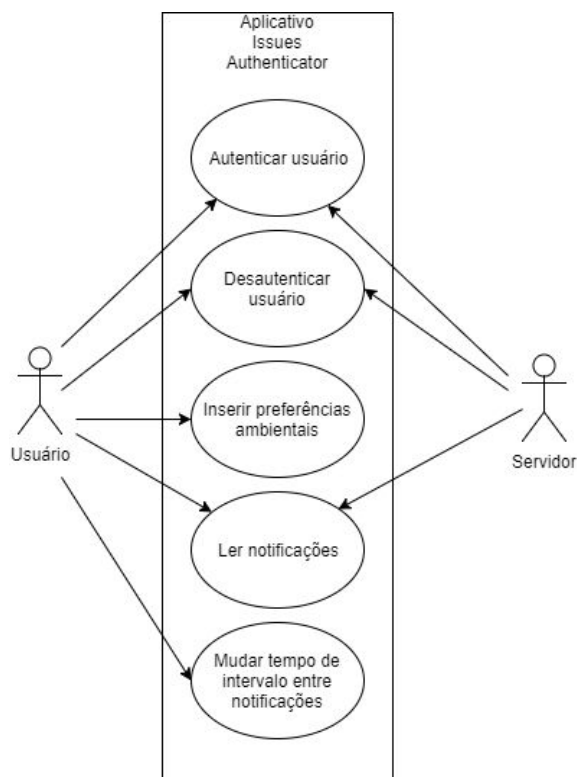 Aplicativo
Issues
Authenticator
Autenticar usuário
Desautenticar
usuário
Inserir preferências
ambientais
Usuário
Servidor
Ler notificações
Mudar tempo de
intervalo entre
notificações